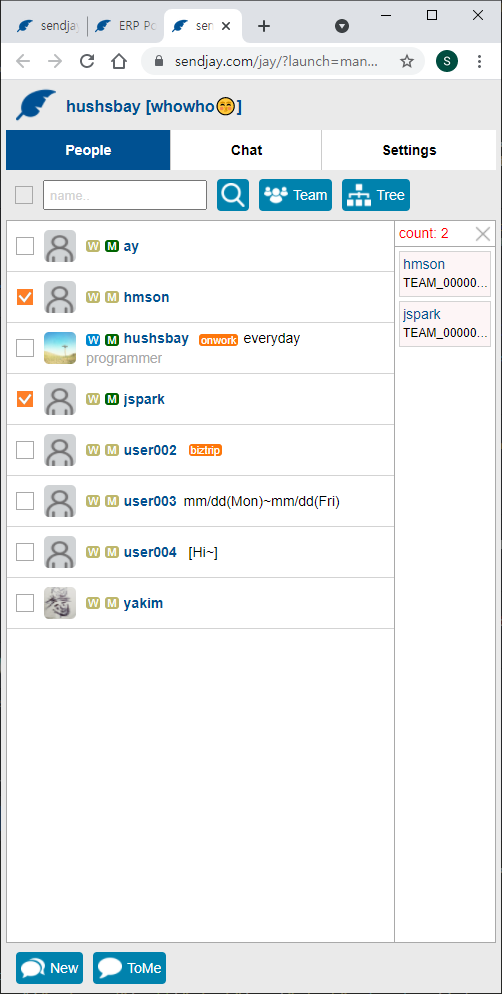 sendja
ERP Po
sen
sendjay.com/jay/?launch=man...
S
hushsbay [whowho😄]
People
Chat
Settings
name..
Team
Tree
count: 2
W M ay
hmson
TEAM_00000...
W M hmson
jspark
TEAM_00000...
W M hushsbay onwork everyday
programmer
W M jspark
W M user002 biztrip
W M user003 mm/dd(Mon)~mm/dd(Fri)
W M user004 [Hi~]
W M yakim
New
ToMe